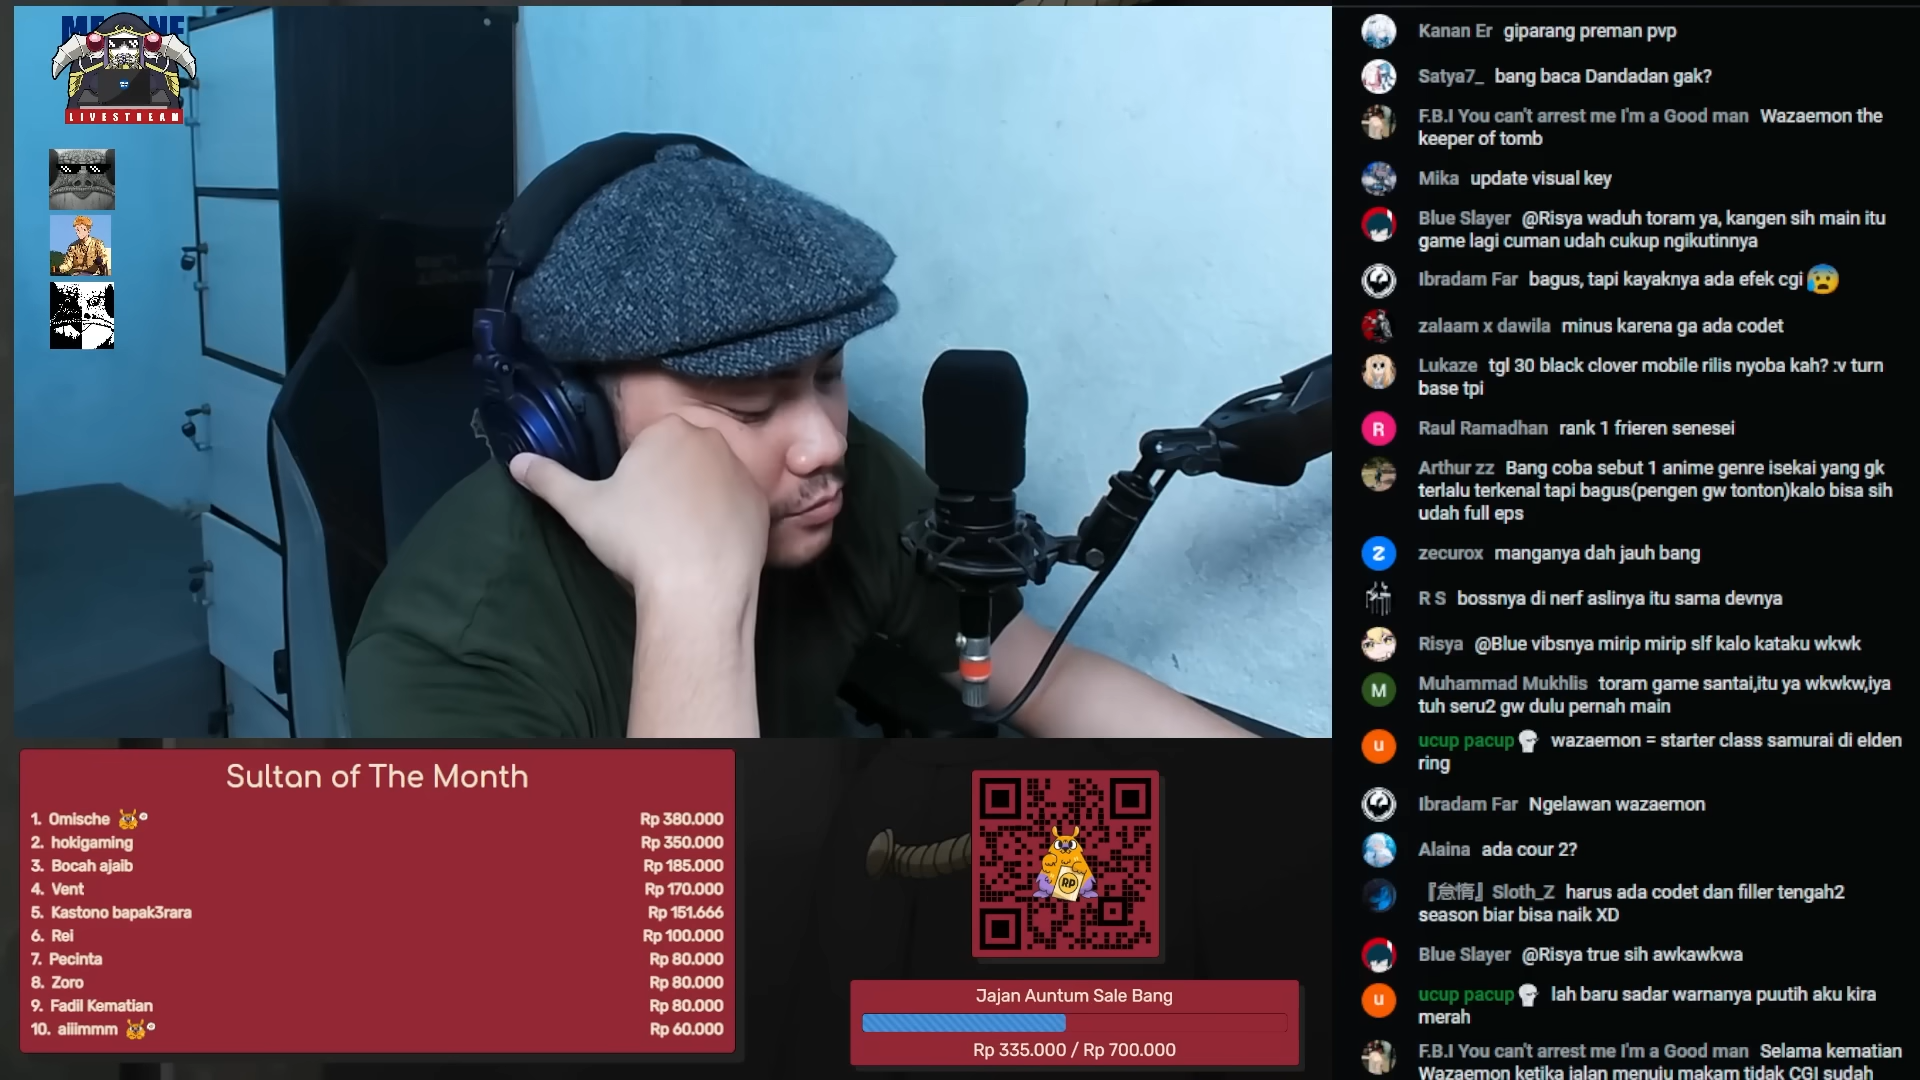 LIVESTREAM
Sultan of The Month
1. Omische Rp 380.000
2. hokigaming Rp 350.000
3. Bocah ajaib Rp 185.000
4. Vent Rp 170.000
5. Kastono bapak3rara Rp 151.666
6. Rei Rp 100.000
7. Pecinta Rp 80.000
8. Zoro Rp 80.000
9. Fadil Kematian Rp 80.000
10. aiiimmm Rp 60.000
RP
Jajan Auntum Sale Bang
Rp 335.000 / Rp 700.000
Kanan Er giparang preman pvp
Satya7_ bang baca Dandadan gak?
F.B.I You can't arrest me I'm a Good man Wazaemon the
keeper of tomb
Mika update visual key
Blue Slayer @Risya waduh toram ya, kangen sih main itu
game lagi cuman udah cukup ngikutinnya
Ibradam Far bagus, tapi kayaknya ada efek cgi 😰
zalaam x dawila minus karena ga ada codet
Lukaze tgl 30 black clover mobile rilis nyoba kah? :v turn
base tpi
R Raul Ramadhan rank 1 frieren senesei
Arthur zz Bang coba sebut 1 anime genre isekai yang gk
terlalu terkenal tapi bagus(pengen gw tonton)kalo bisa sih
udah full eps
zecurox manganya dah jauh bang
R S bossnya di nerf aslinya itu sama devnya
Risya @Blue vibsnya mirip mirip slf kalo kataku wkwk
M Muhammad Mukhlis toram game santai,itu ya wkwkw,iya
tuh seru2 gw dulu pernah main
u ucup pacup wazaemon = starter class samurai di elden
ring
Ibradam Far Ngelawan wazaemon
Alaina ada cour 2?
『怠惰』Sloth_Z harus ada codet dan filler tengah2
season biar bisa naik XD
Blue Slayer @Risya true sih awkawkwa
u ucup pacup lah baru sadar warnanya puutih aku kira
merah
F.B.I You can't arrest me I'm a Good man Selama kematian
Wazaemon ketika jalan menuju makam tidak CGI sudah